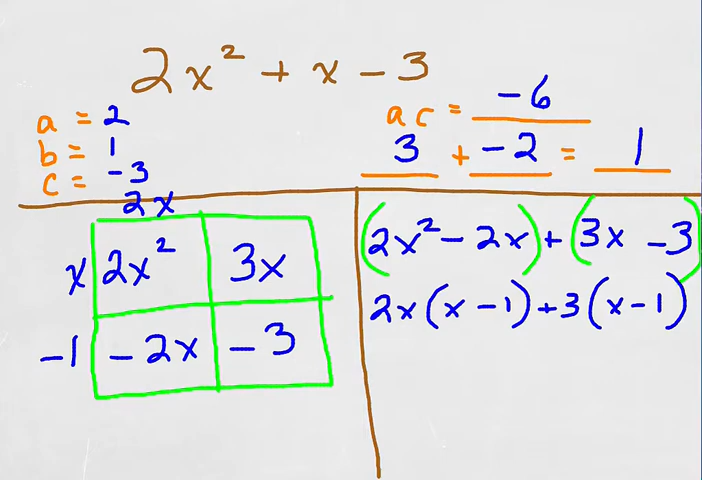 2x² + x - 3
a = 2
b = 1
c = -3
ac = -6
3 + -2 = 1
2x
x 2x² 3x
-1 -2x -3
(2x² - 2x) + (3x - 3)
2x(x - 1) + 3(x - 1)